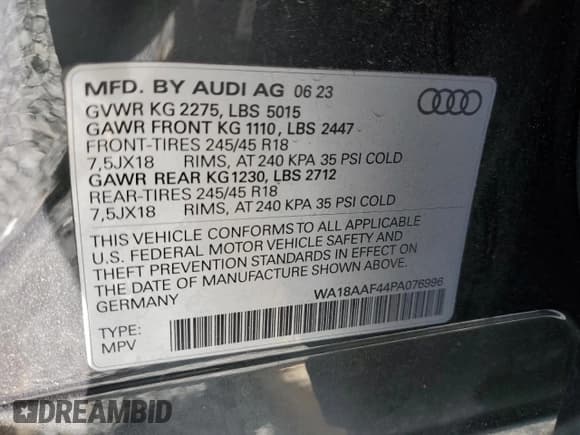 MFD. BY AUDI AG 06 23
GVWR KG 2275, LBS 5015
GAWR FRONT KG 1110, LBS 2447
FRONT-TIRES 245/45 R18
7,5JX18 RIMS, AT 240 KPA 35 PSI COLD
GAWR REAR KG1230, LBS 2712
REAR-TIRES 245/45 R18
7,5JX18 RIMS, AT 240 KPA 35 PSI COLD
THIS VEHICLE CONFORMS TO ALL APPLICABLE
U.S. FEDERAL MOTOR VEHICLE SAFETY AND
THEFT PREVENTION STANDARDS IN EFFECT ON
THE DATE OF MANUFACTURE SHOWN ABOVE.
GERMANY
WA18AAF44PA076996
TYPE:
MPV
DREAMBID